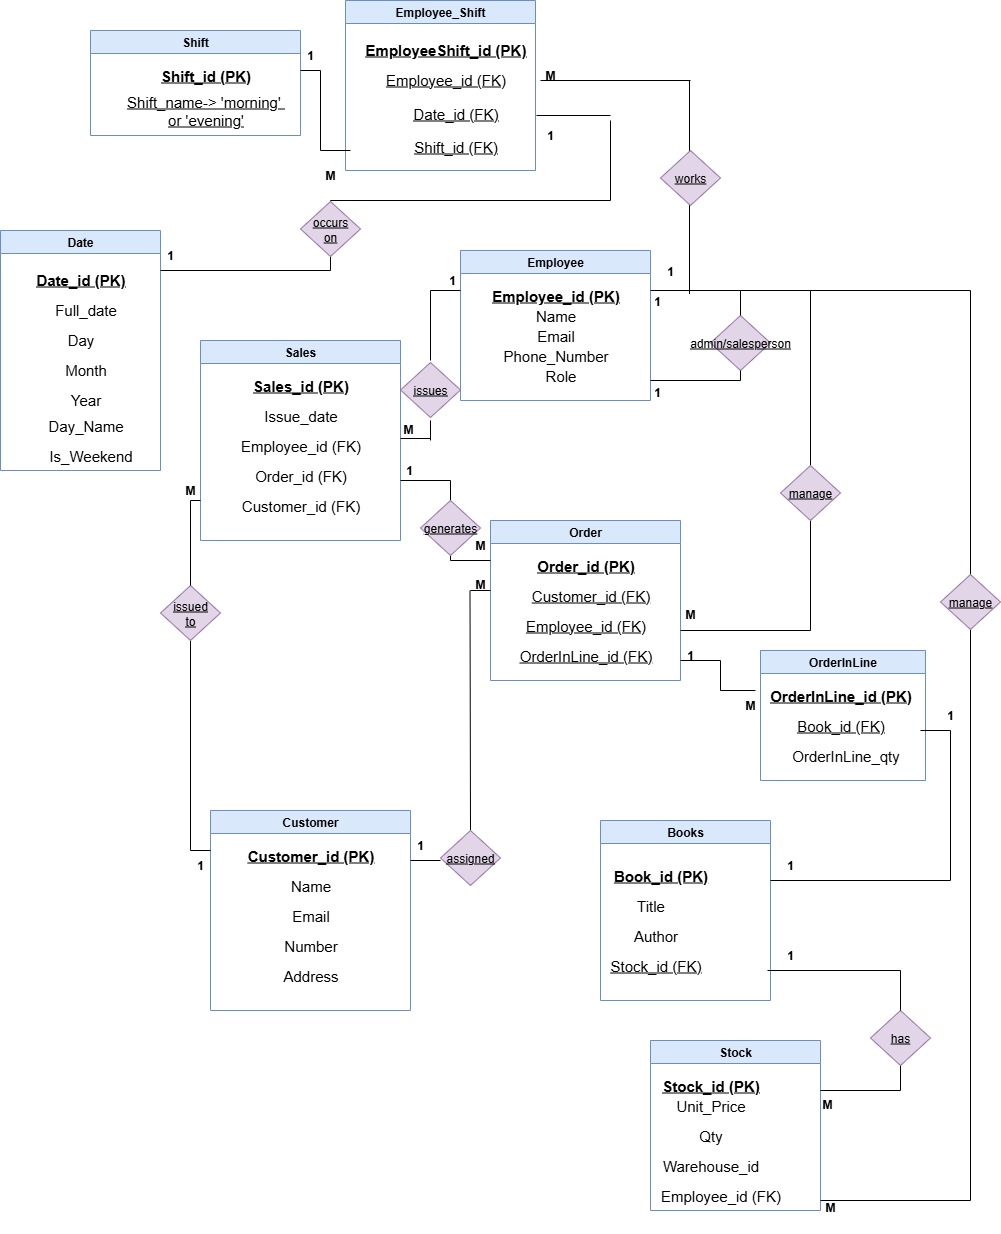 Employee_Shift
EmployeeShift_id (PK)
Employee_id (FK)
Date_id (FK)
Shift_id (FK)
Shift
Shift_id (PK)
Shift_name-> 'morning'
or 'evening'
1
M
M
1
works
occurs
on
Date
Date_id (PK)
Full_date
Day
Month
Year
Day_Name
Is_Weekend
1
Employee
Employee_id (PK)
Name
Email
Phone_Number
Role
1
1
1
1
admin/salesperson
Sales
Sales_id (PK)
Issue_date
Employee_id (FK)
Order_id (FK)
Customer_id (FK)
issues
M
1
M
generates
M
M
manage
manage
issued
to
Order
Order_id (PK)
Customer_id (FK)
Employee_id (FK)
OrderInLine_id (FK)
M
1
M
OrderInLine
OrderInLine_id (PK)
Book_id (FK)
OrderInLine_qty
1
Customer
Customer_id (PK)
Name
Email
Number
Address
1
1
assigned
Books
Book_id (PK)
Title
Author
Stock_id (FK)
1
1
has
Stock
Stock_id (PK)
Unit_Price
Qty
Warehouse_id
Employee_id (FK)
M
M